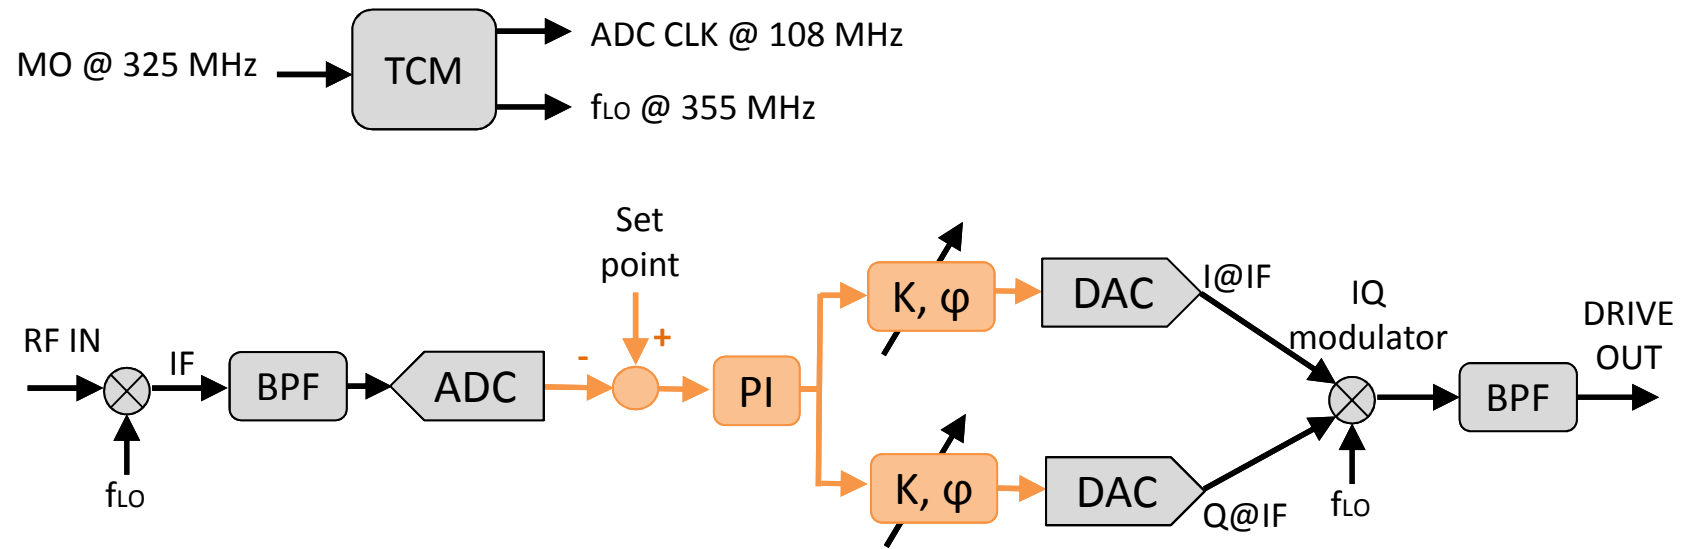 MO @ 325 MHz
TCM
ADC CLK @ 108 MHz
fLO @ 355 MHz
Set
point
RF IN
IF
BPF
ADC
-
+
PI
K, φ
DAC
I@IF
IQ
modulator
DRIVE
OUT
BPF
K, φ
DAC
Q@IF
fLO
fLO